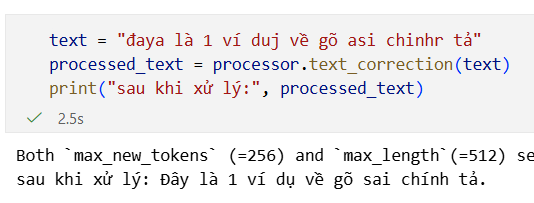 text = "đaya là 1 ví duj về gõ asi chinhr tả"
processed_text = processor.text_correction(text)
print("sau khi xử lý:", processed_text)
2.5s
Both `max_new_tokens` (=256) and `max_length`(=512) se
sau khi xử lý: Đây là 1 ví dụ về gõ sai chính tả.